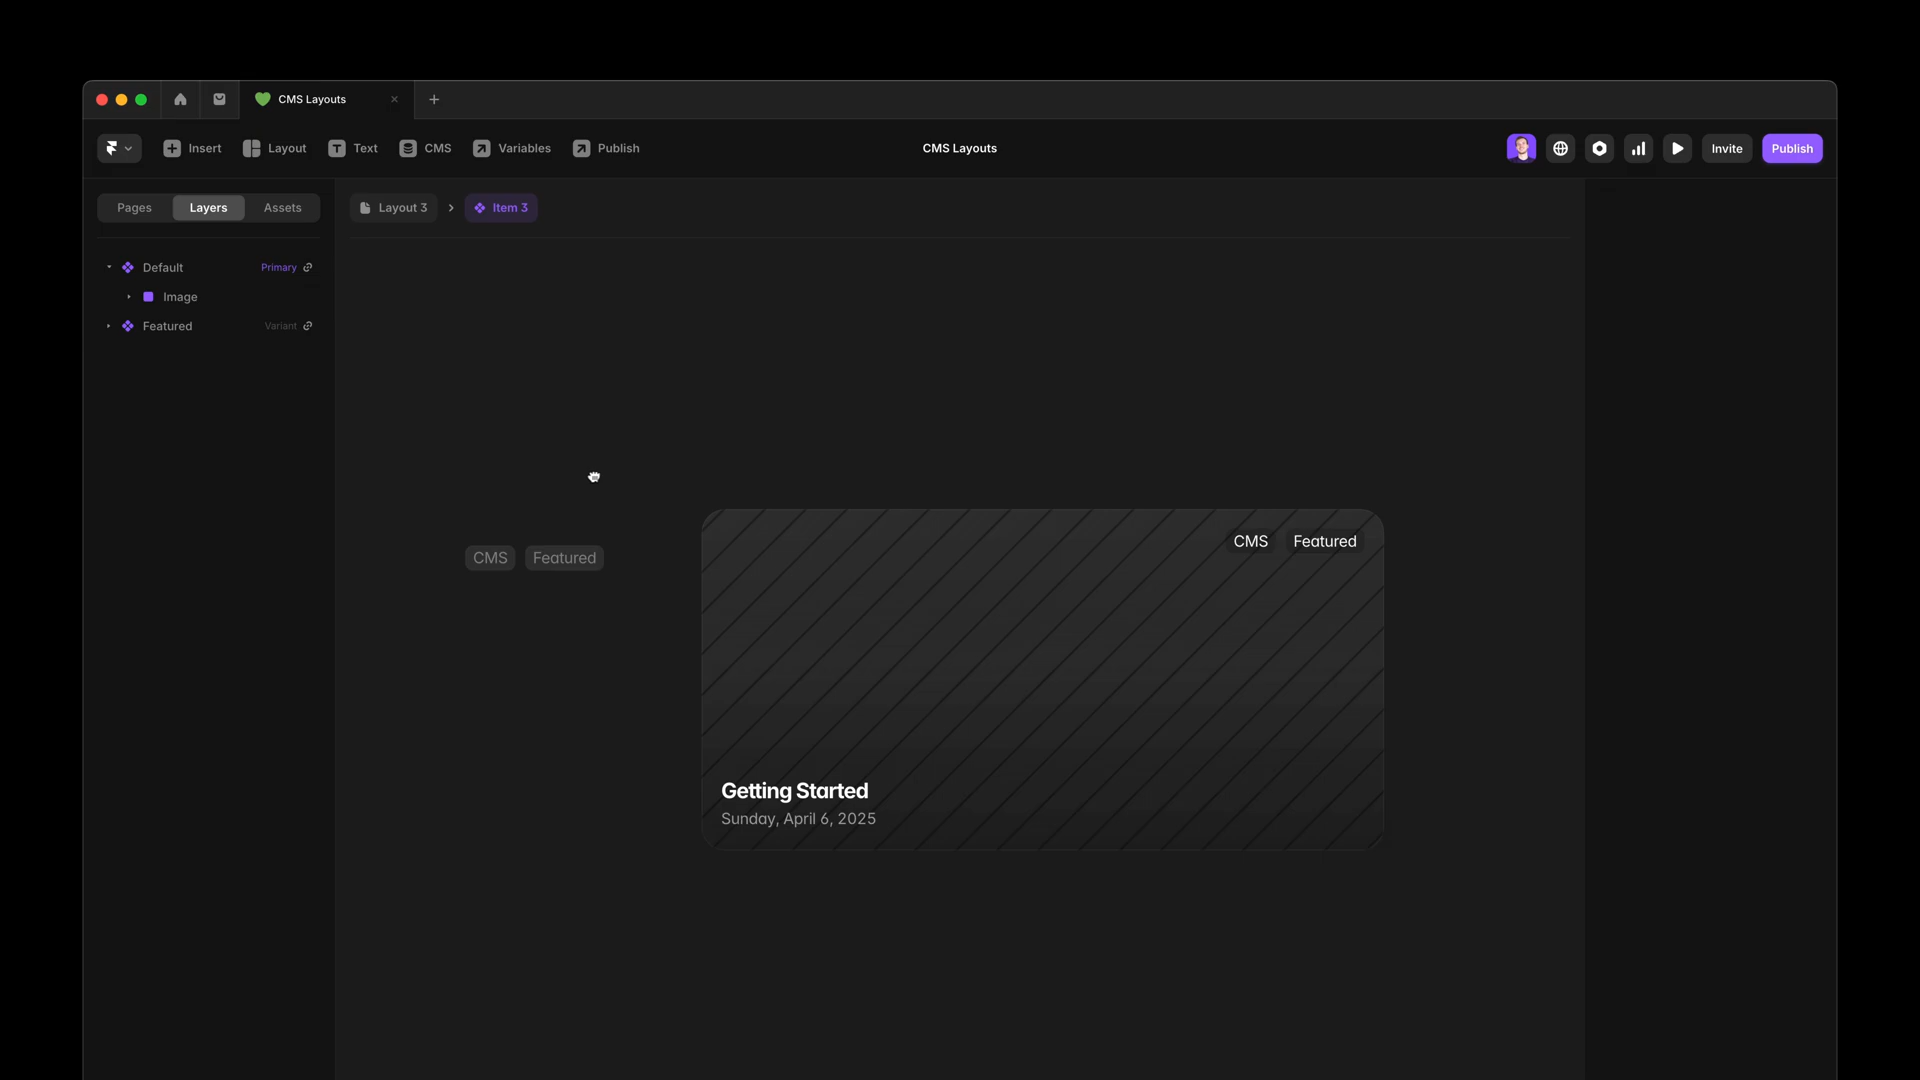 CMS Layouts
Insert Layout Text CMS Variables Publish CMS Layouts Invite Publish
Pages Layers Assets Layout 3 Item 3
Default Primary
Image
Featured Variant
CMS Featured
CMS Featured
Getting Started
Sunday, April 6, 2025